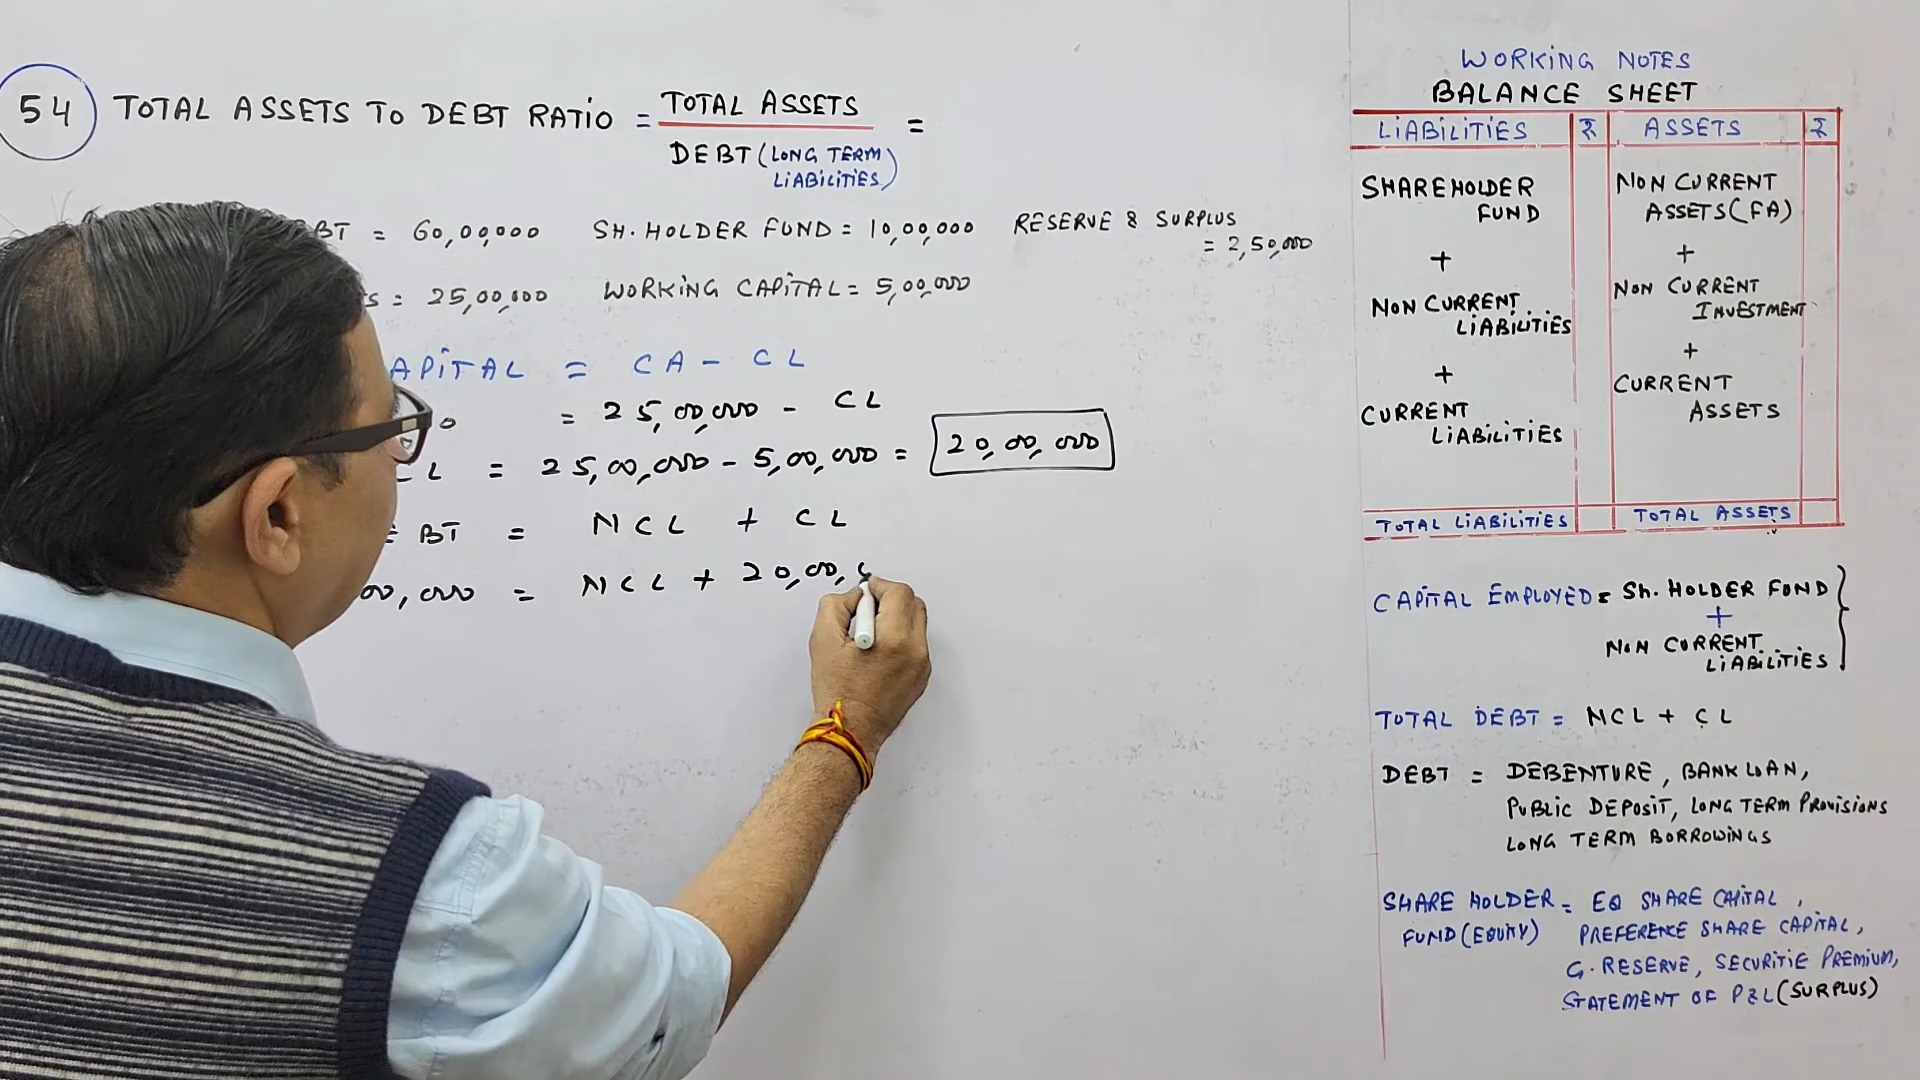 54 TOTAL ASSETS TO DEBT RATIO = TOTAL ASSETS =
DEBT (LONG TERM
LIABILITIES)
BT = 60,00,000 SH. HOLDER FUND = 10,00,000 RESERVE & SURPLUS
= 2,50,000
S = 25,00,000 WORKING CAPITAL = 5,00,000
APITAL = CA - CL
0 = 25,00,000 - CL
CL = 25,00,000 - 5,00,000 = 20,00,000
EBT = NCL + CL
00,000 = NCL + 20,00,0
WORKING NOTES
BALANCE SHEET
LIABILITIES ₹ ASSETS ₹
SHAREHOLDER
FUND
+
NON CURRENT
LIABILITIES
+
CURRENT
LIABILITIES
TOTAL LIABILITIES
NON CURRENT
ASSETS (FA)
+
NON CURRENT
INVESTMENT
+
CURRENT
ASSETS
TOTAL ASSETS
CAPITAL EMPLOYED = SH. HOLDER FUND
+
NON CURRENT
LIABILITIES
TOTAL DEBT = NCL + CL
DEBT = DEBENTURE, BANK LOAN,
PUBLIC DEPOSIT, LONG TERM PROVISIONS
LONG TERM BORROWINGS
SHARE HOLDER = EQ SHARE CAPITAL,
FUND (EQUITY) PREFERENCE SHARE CAPITAL,
G. RESERVE, SECURITIE PREMIUM,
STATEMENT OF P&L (SURPLUS)